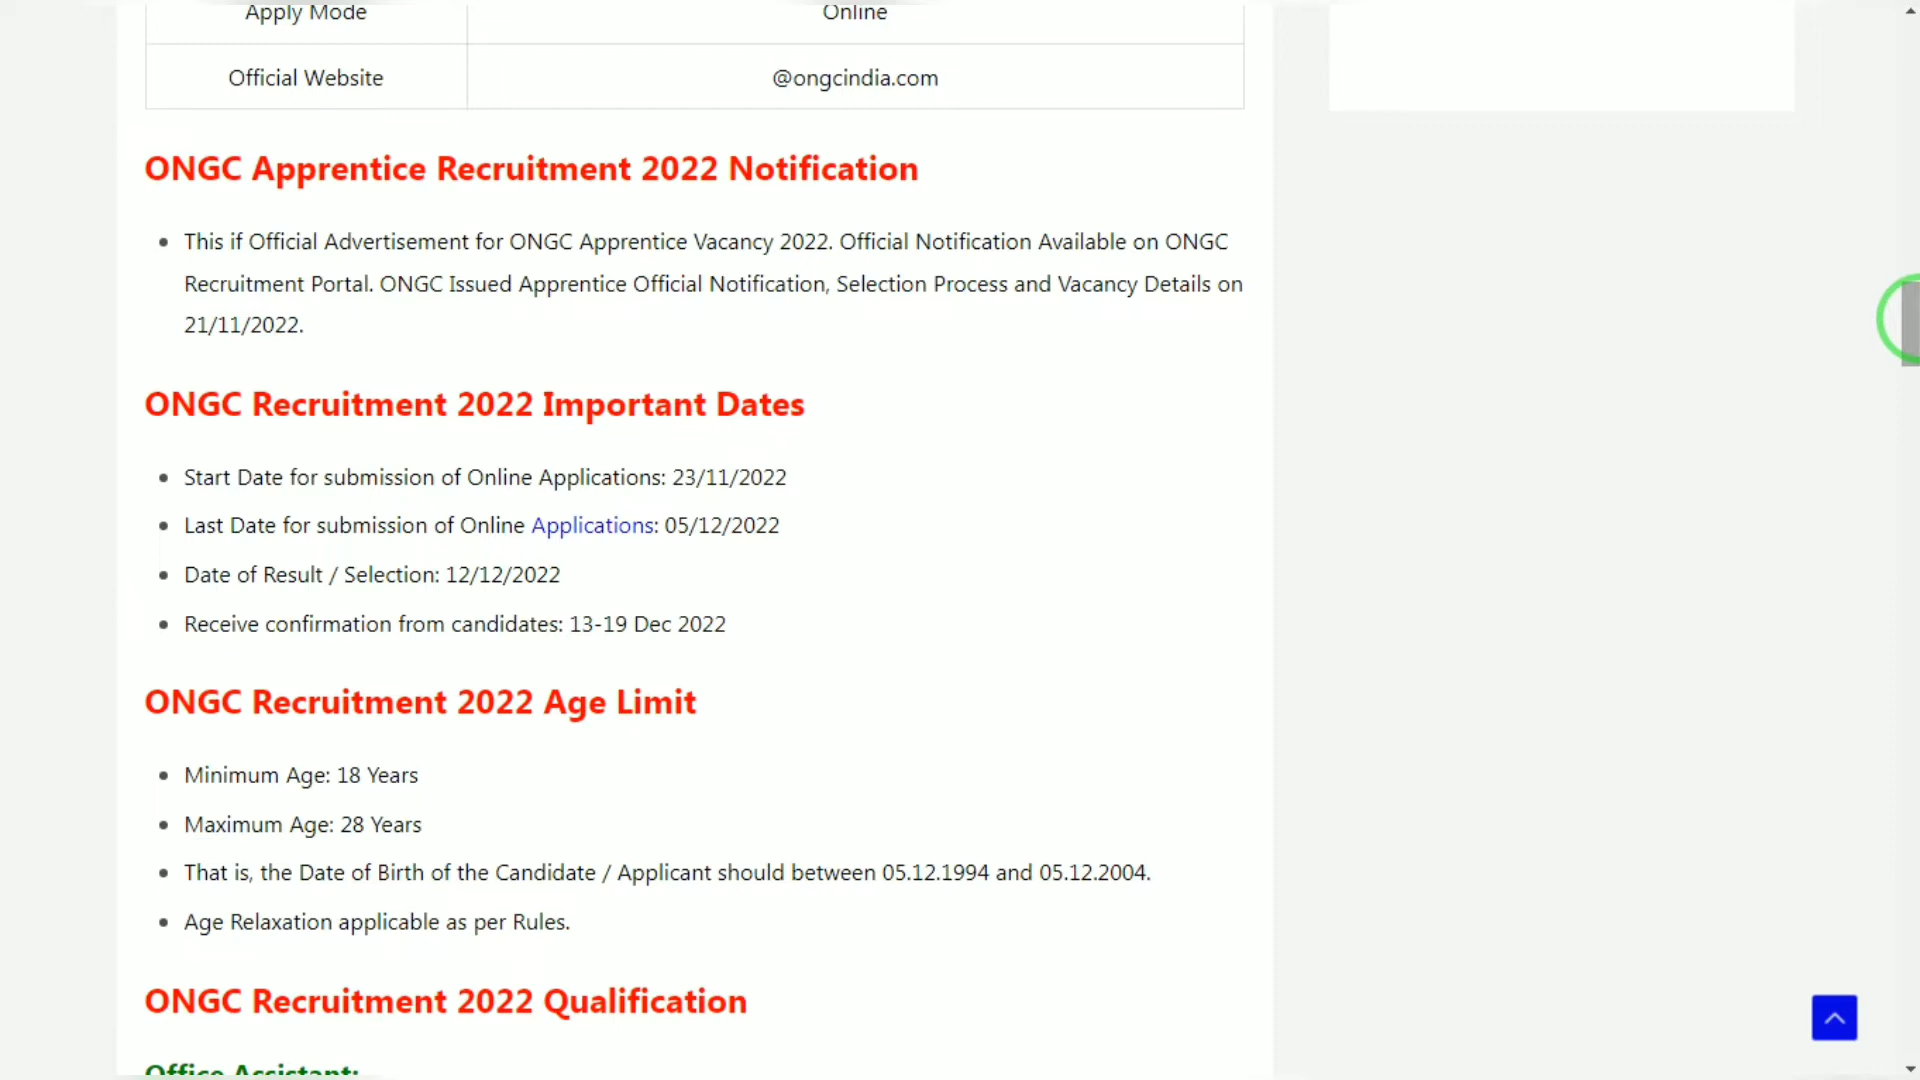 Apply Mode Online
Official Website @ongcindia.com
ONGC Apprentice Recruitment 2022 Notification
This if Official Advertisement for ONGC Apprentice Vacancy 2022. Official Notification Available on ONGC
Recruitment Portal. ONGC Issued Apprentice Official Notification, Selection Process and Vacancy Details on
21/11/2022.
ONGC Recruitment 2022 Important Dates
Start Date for submission of Online Applications: 23/11/2022
Last Date for submission of Online Applications: 05/12/2022
Date of Result / Selection: 12/12/2022
Receive confirmation from candidates: 13-19 Dec 2022
ONGC Recruitment 2022 Age Limit
Minimum Age: 18 Years
Maximum Age: 28 Years
That is, the Date of Birth of the Candidate / Applicant should between 05.12.1994 and 05.12.2004.
Age Relaxation applicable as per Rules.
ONGC Recruitment 2022 Qualification
Office Assistant: